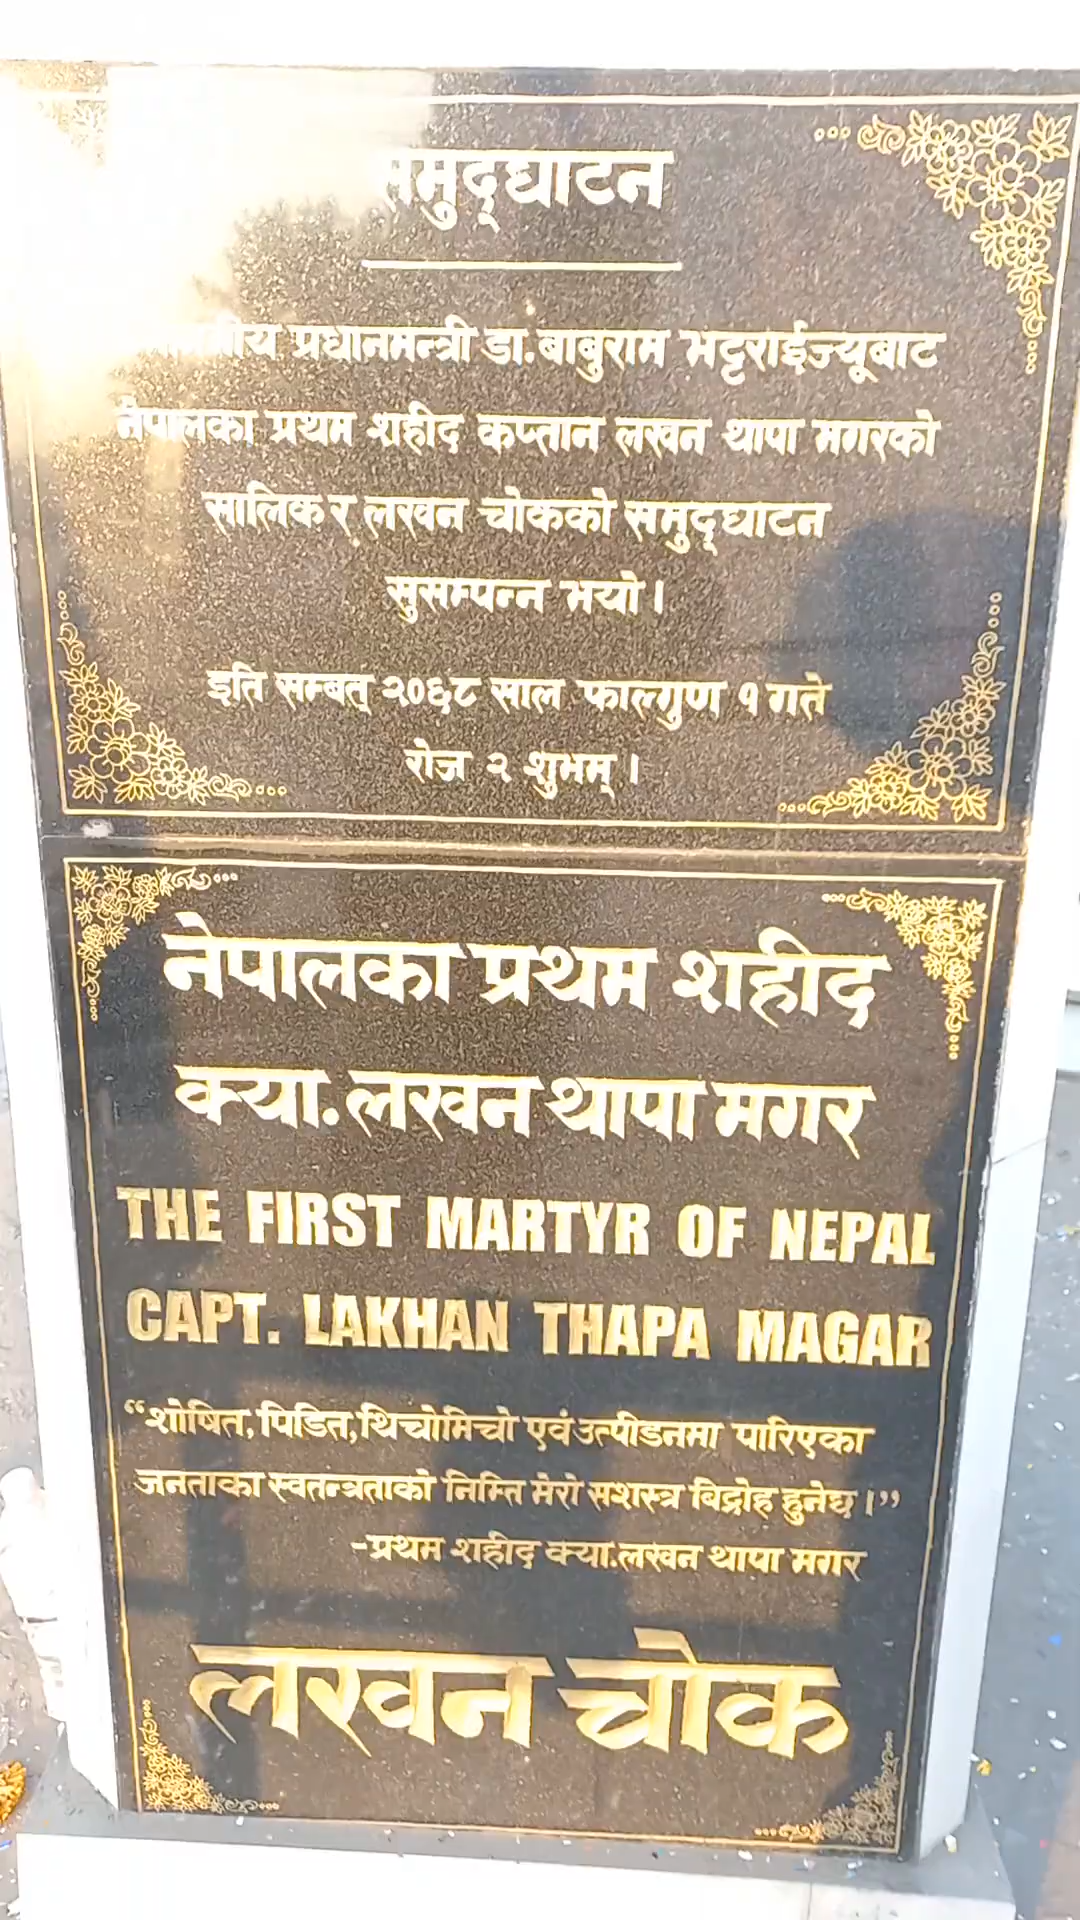 समुद्घाटन
प्रधानमन्त्री डा.बाबुराम भट्टराईज्यूबाट
नेपालका प्रथम शहीद कप्तान लखन थापा मगरको
सालिक र लखन चोकको समुद्घाटन
सुसम्पन्न भयो।
इति सम्बत् २०६८ साल फाल्गुण १ गते
रोज २ शुभम्।
नेपालका प्रथम शहीद
क्या.लखन थापा मगर
THE FIRST MARTYR OF NEPAL
CAPT. LAKHAN THAPA MAGAR
“शोषित, पिडित, थिचोमिचो एवं उत्पीडनमा पारिएका
जनताका स्वतन्त्रताको निम्ति मेरो सशस्त्र बिद्रोह हुनेछ।”
-प्रथम शहीद क्या.लखन थापा मगर
लखन चोक